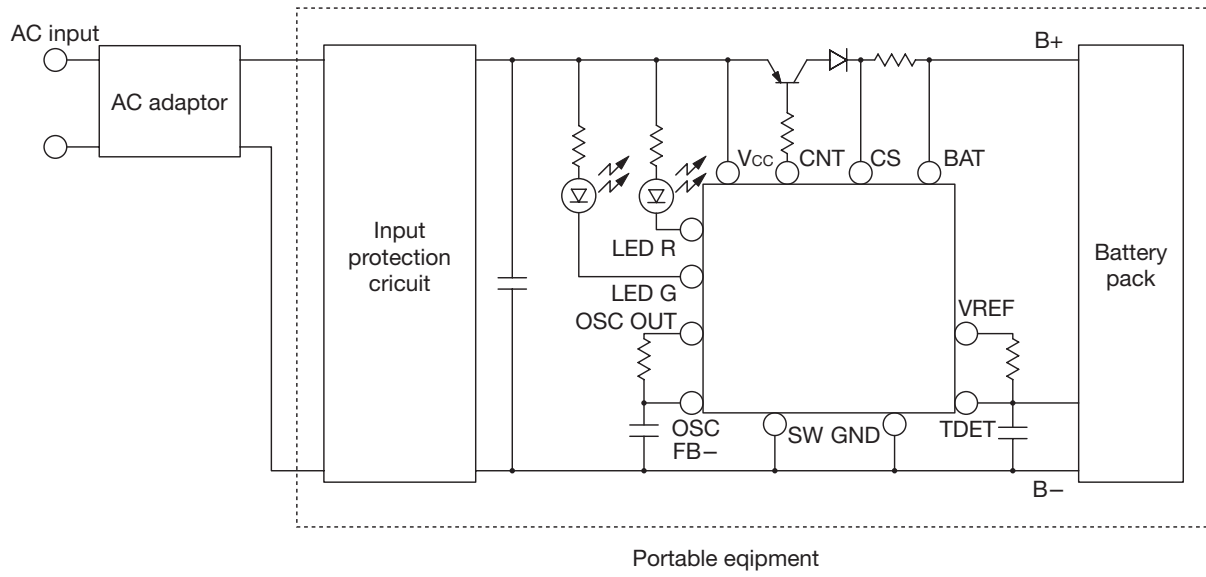 AC input
AC adaptor
Input
protection
cricuit
B+
VCC
CNT
CS
BAT
LED R
LED G
OSC OUT
OSC
FB−
SW
GND
VREF
TDET
B−
Battery
pack
Portable eqipment